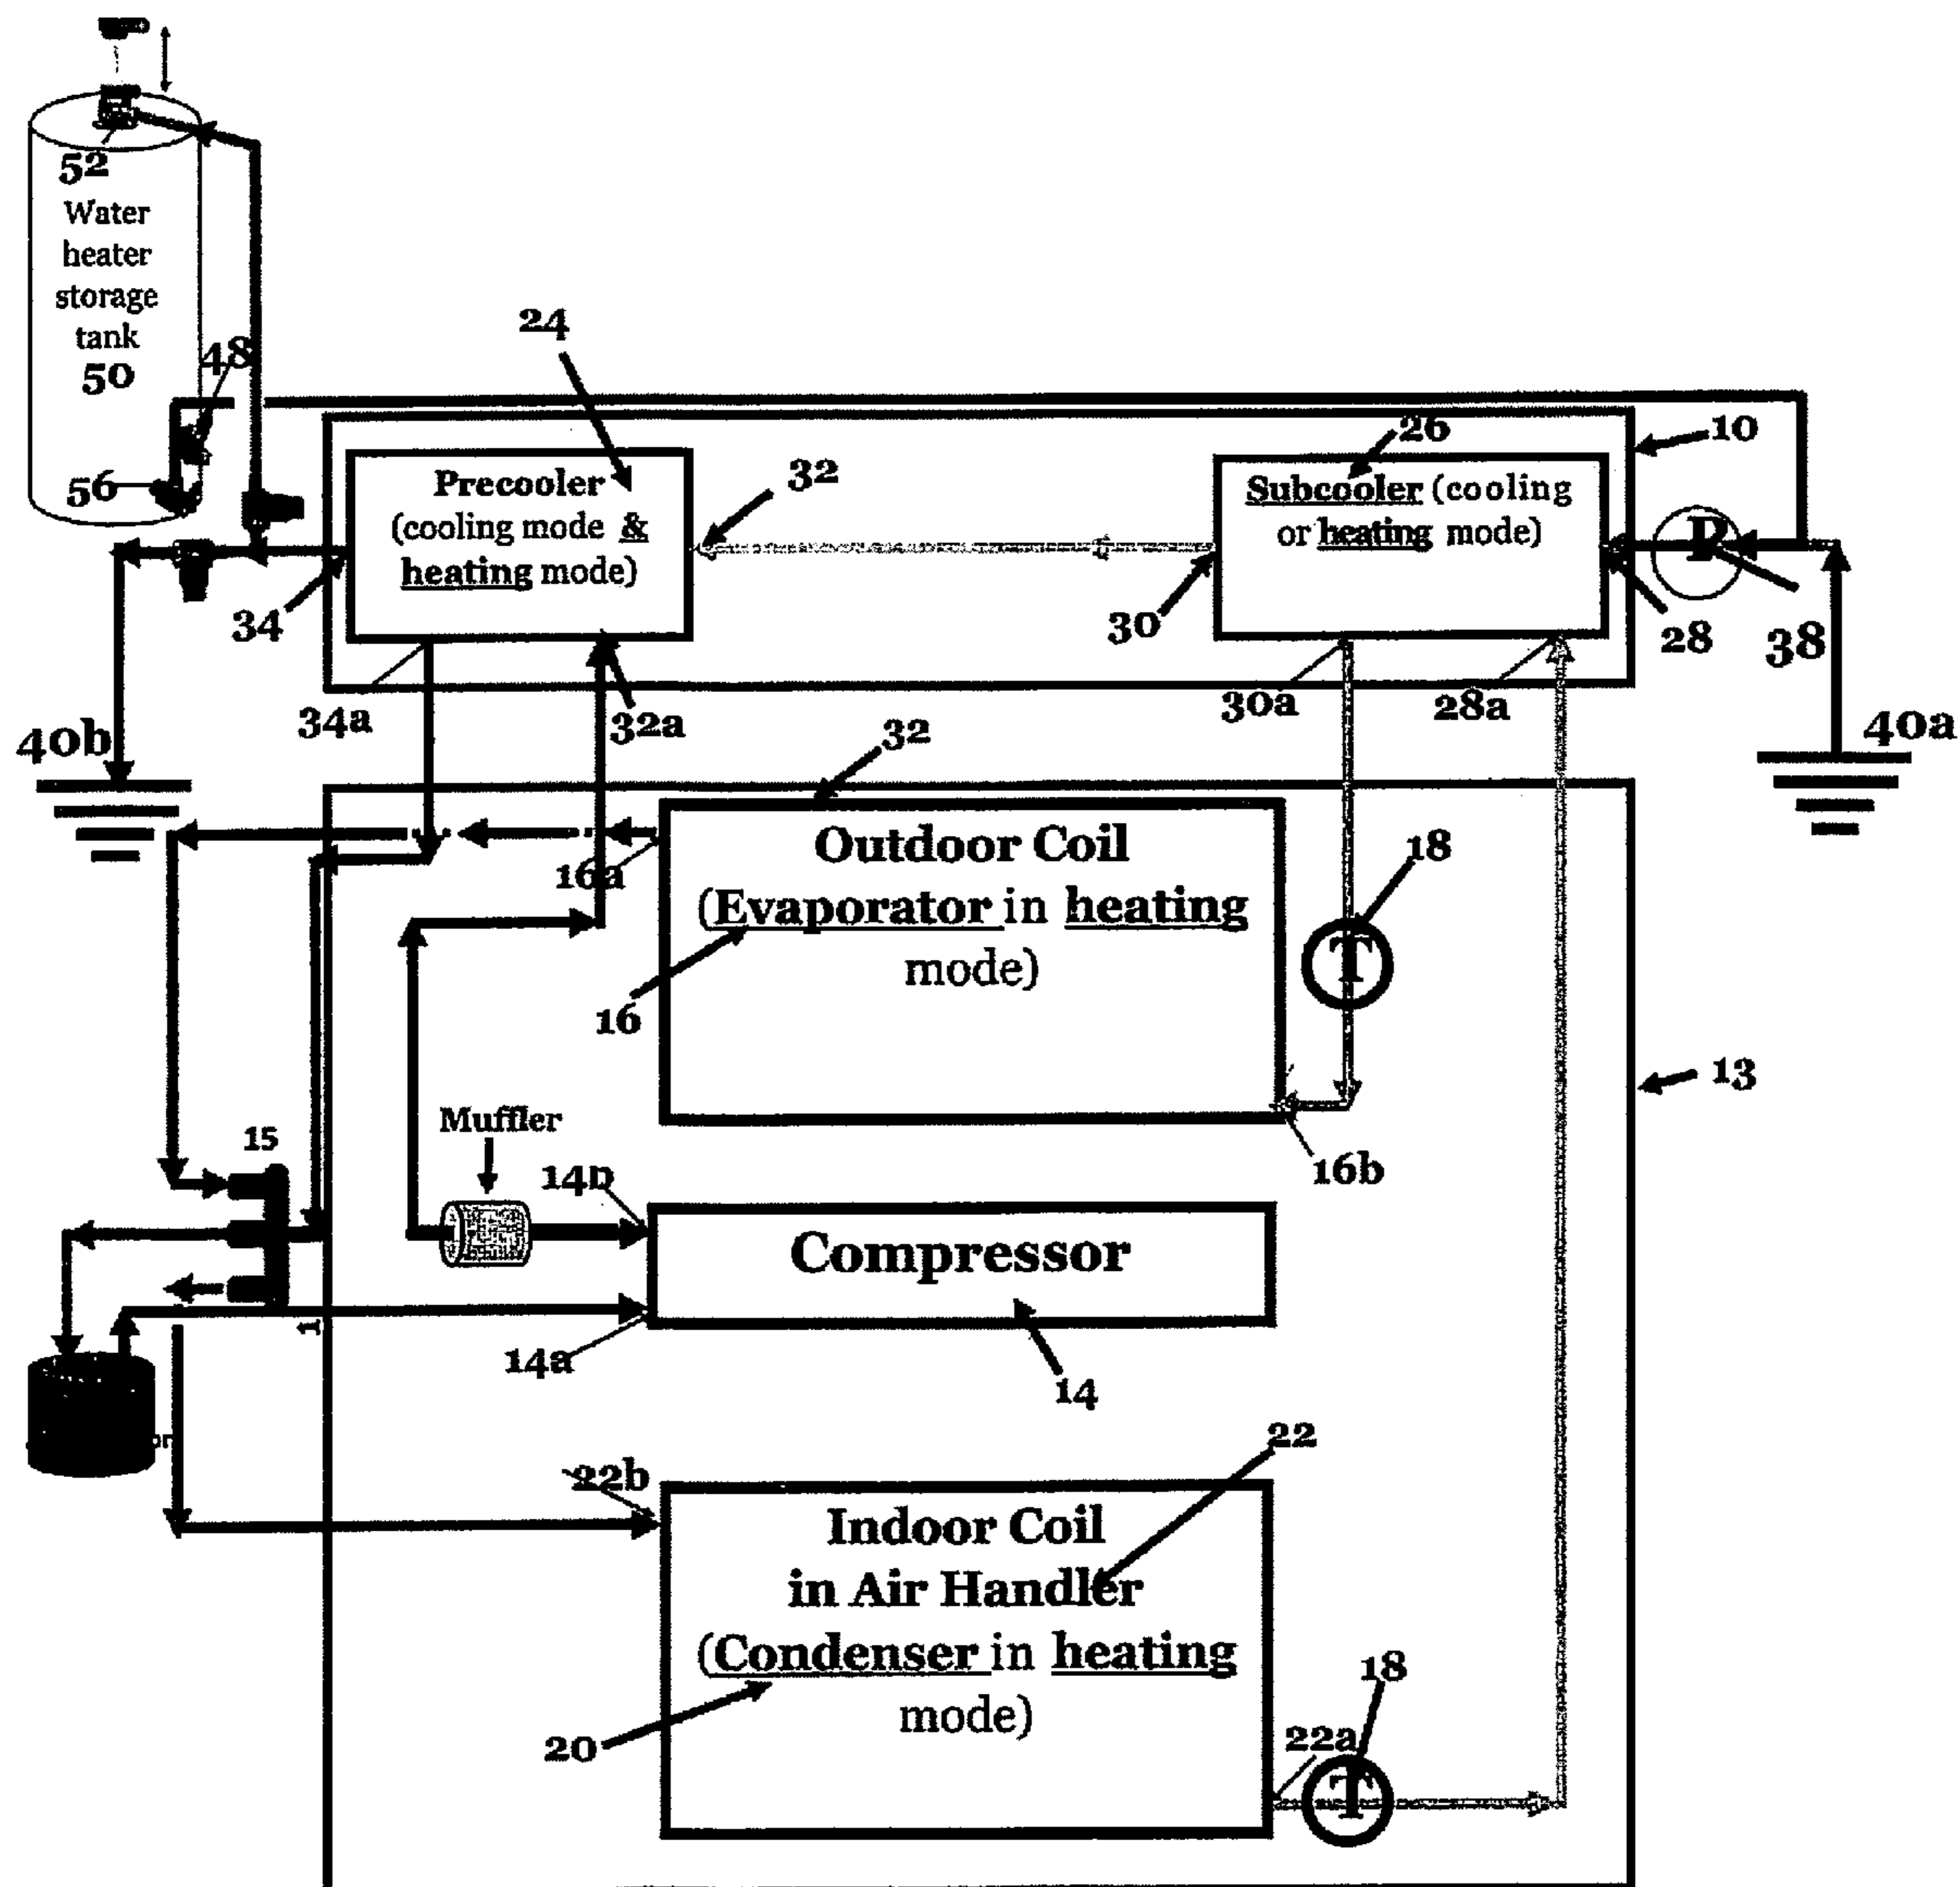 52
Water
heater
storage
tank
50
48
56
24
Precooler
(cooling mode &
heating mode)
32
26
Subcooler (cooling
or heating mode)
10
P
34
30
28
38
34a
32a
30a
28a
40b
40a
32
Outdoor Coil
(Evaporator in heating
mode)
16a
16
18
T
13
16b
15
Muffler
14b
Compressor
14a
14
1
22
22b
Indoor Coil
in Air Handler
(Condenser in heating
mode)
20
18
22a
T